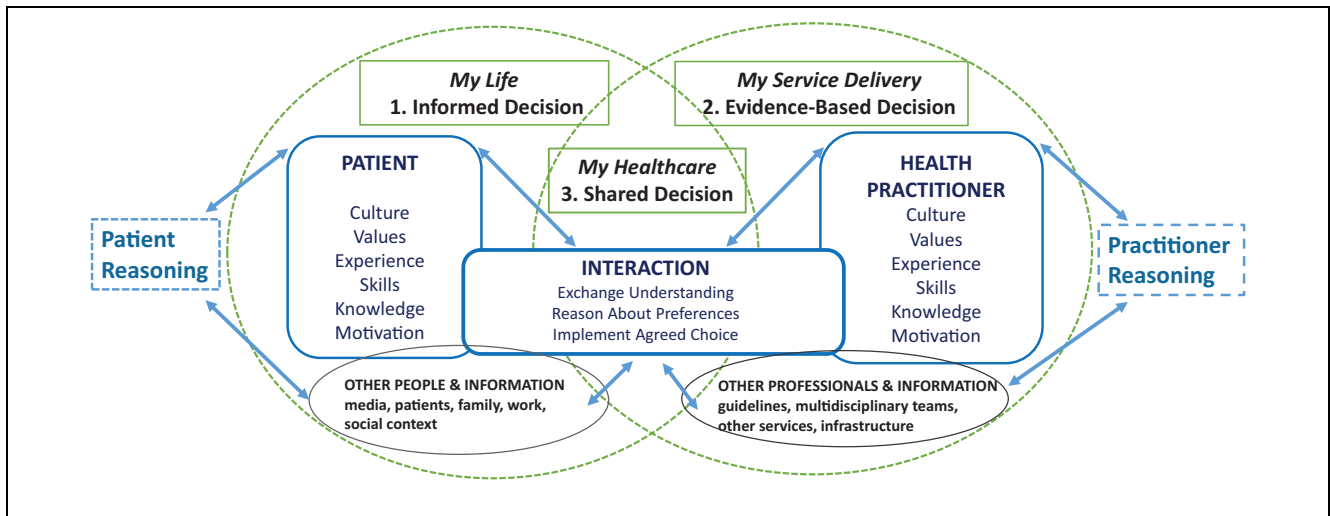 My Life
1. Informed Decision
My Service Delivery
2. Evidence-Based Decision
My Healthcare
3. Shared Decision
PATIENT
Culture
Values
Experience
Skills
Knowledge
Motivation
HEALTH
PRACTITIONER
Culture
Values
Experience
Skills
Knowledge
Motivation
Patient
Reasoning
Practitioner
Reasoning
INTERACTION
Exchange Understanding
Reason About Preferences
Implement Agreed Choice
OTHER PEOPLE & INFORMATION
media, patients, family, work,
social context
OTHER PROFESSIONALS & INFORMATION
guidelines, multidisciplinary teams,
other services, infrastructure